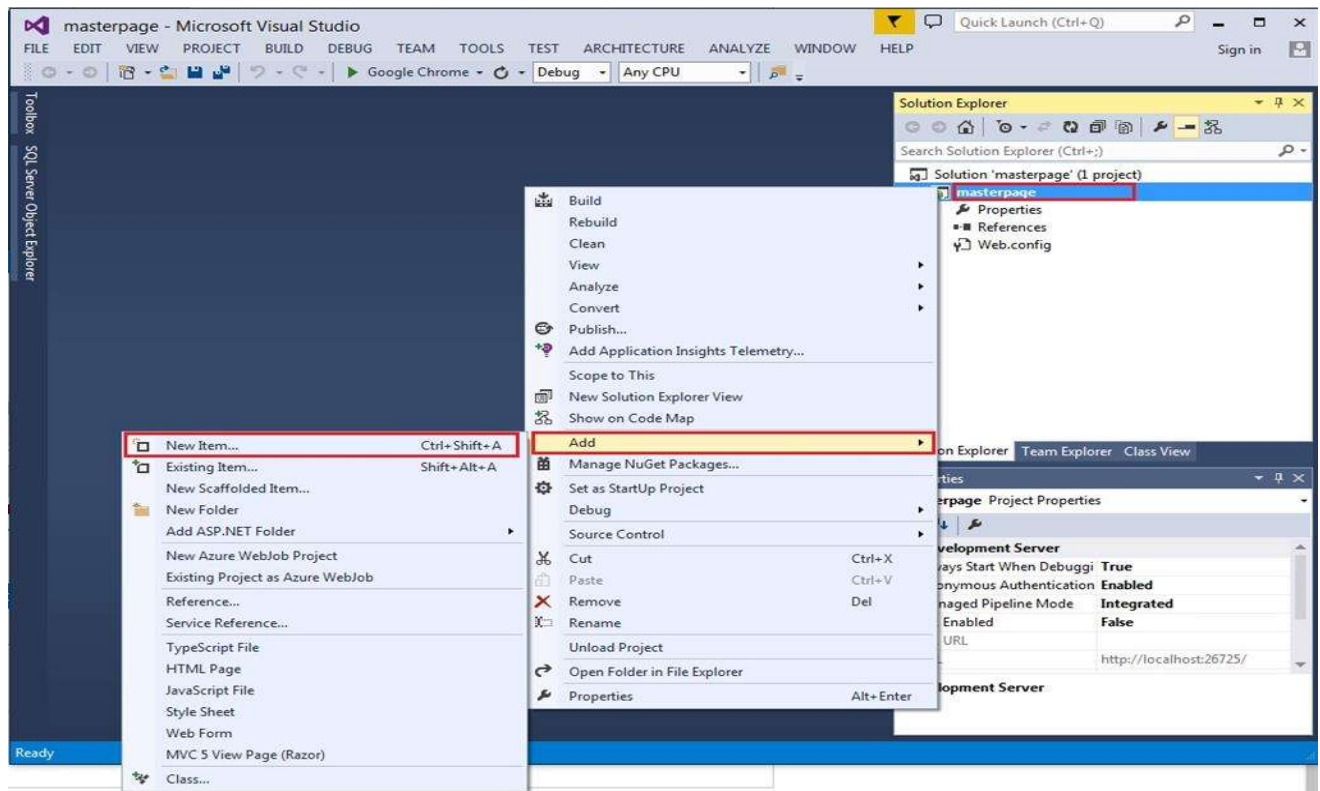 masterpage - Microsoft Visual Studio
Quick Launch (Ctrl+Q)
FILE EDIT VIEW PROJECT BUILD DEBUG TEAM TOOLS TEST ARCHITECTURE ANALYZE WINDOW HELP
Sign in
Google Chrome Debug Any CPU
Toolbox
SQL Server Object Explorer
Solution Explorer
Search Solution Explorer (Ctrl+;)
Solution 'masterpage' (1 project)
masterpage
Properties
References
Web.config
Build
Rebuild
Clean
View
Analyze
Convert
Publish...
Add Application Insights Telemetry...
Scope to This
New Solution Explorer View
Show on Code Map
Add
Manage NuGet Packages...
Set as StartUp Project
Debug
Source Control
Cut Ctrl+X
Paste Ctrl+V
Remove Del
Rename
Unload Project
Open Folder in File Explorer
Properties Alt+Enter
New Item... Ctrl+Shift+A
Existing Item... Shift+Alt+A
New Scaffolded Item...
New Folder
Add ASP.NET Folder
New Azure WebJob Project
Existing Project as Azure WebJob
Reference...
Service Reference...
TypeScript File
HTML Page
JavaScript File
Style Sheet
Web Form
MVC 5 View Page (Razor)
Class...
on Explorer Team Explorer Class View
rties
erpage Project Properties
velopment Server
ays Start When Debuggi True
onymous Authentication Enabled
naged Pipeline Mode Integrated
Enabled False
URL
http://localhost:26725/
lopment Server
Ready